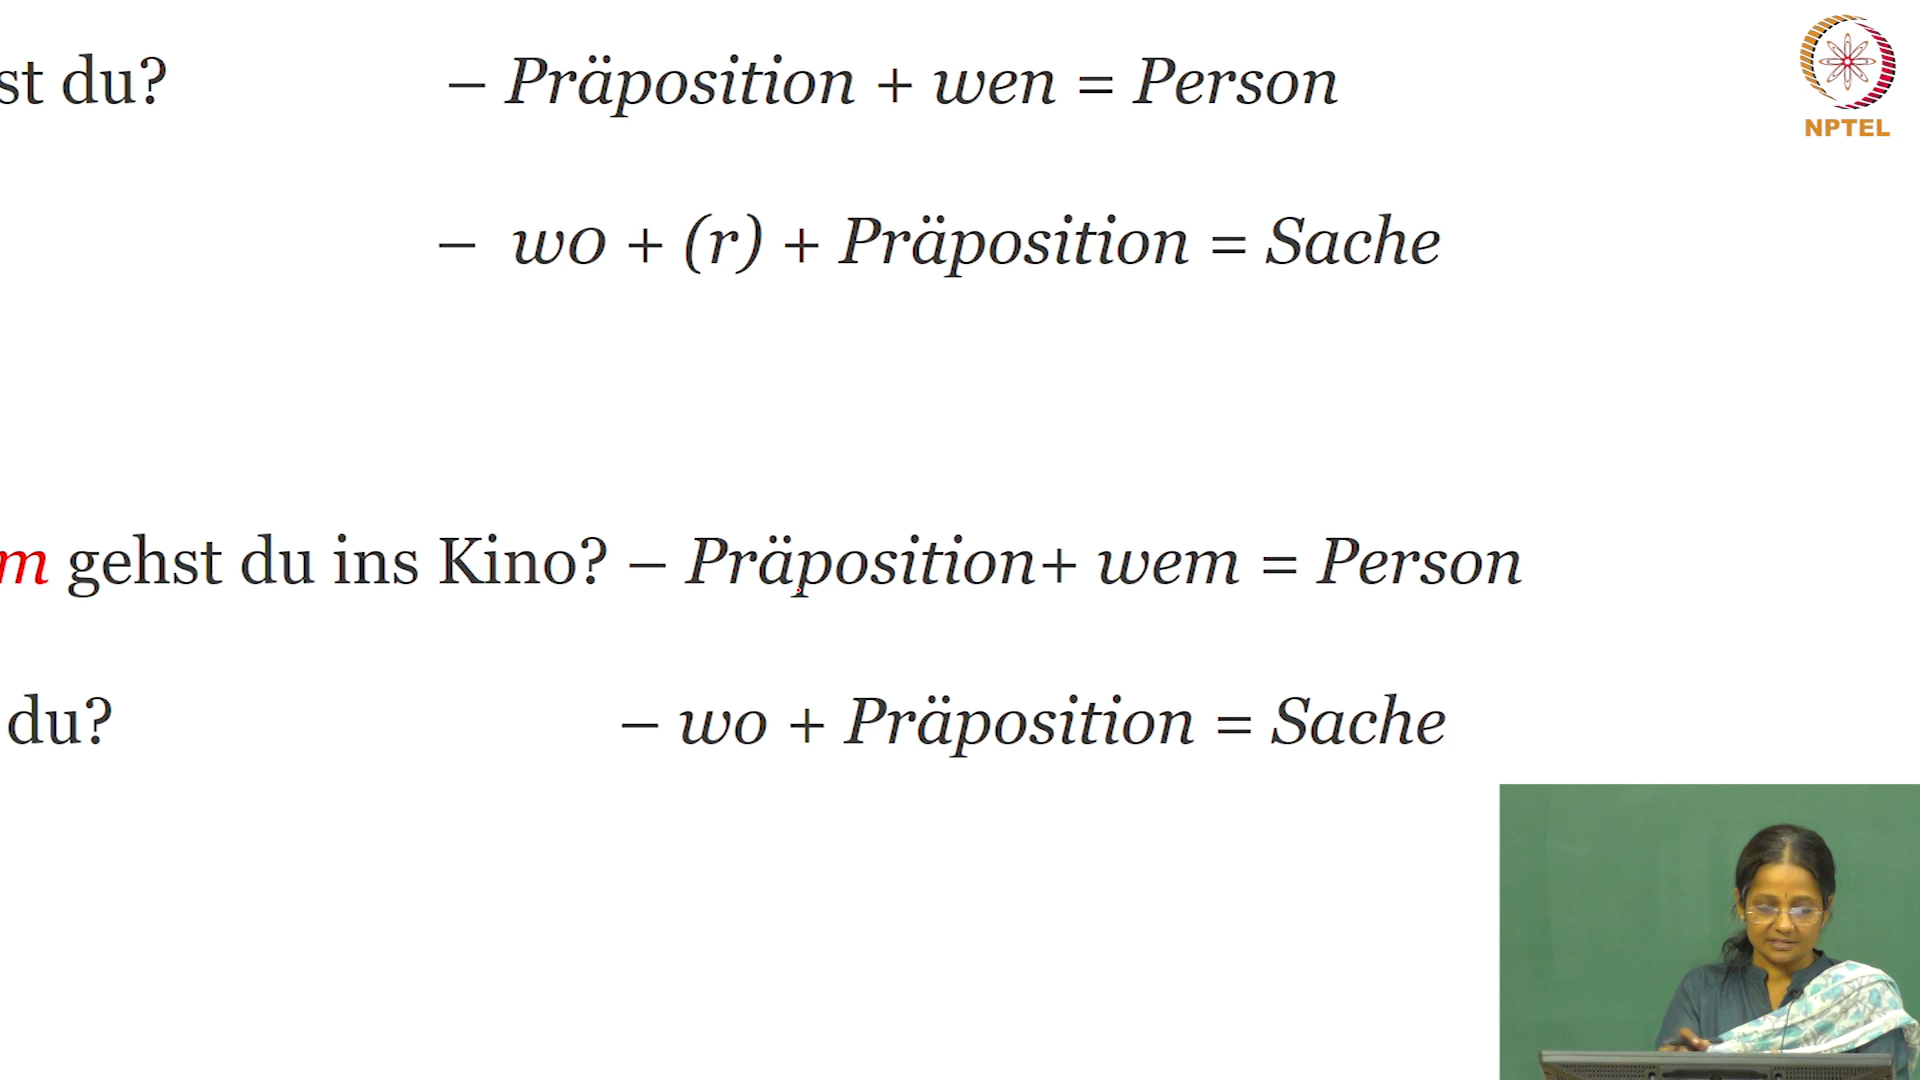 st du? – Präposition + wen = Person
NPTEL
– wo + (r) + Präposition = Sache
m gehst du ins Kino? – Präposition+ wem = Person
du? – wo + Präposition = Sache